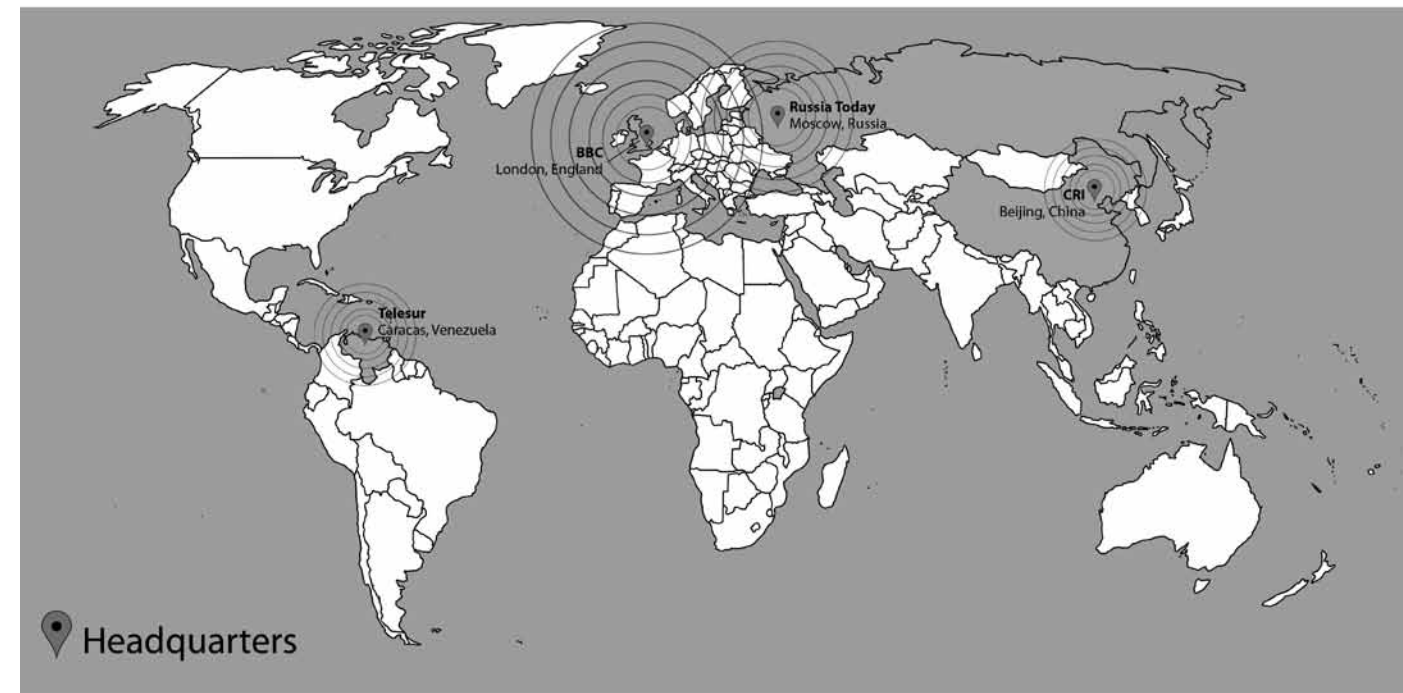 Russia Today
Moscow, Russia
BBC
London, England
CRI
Beijing, China
Telesur
Caracas, Venezuela
Headquarters